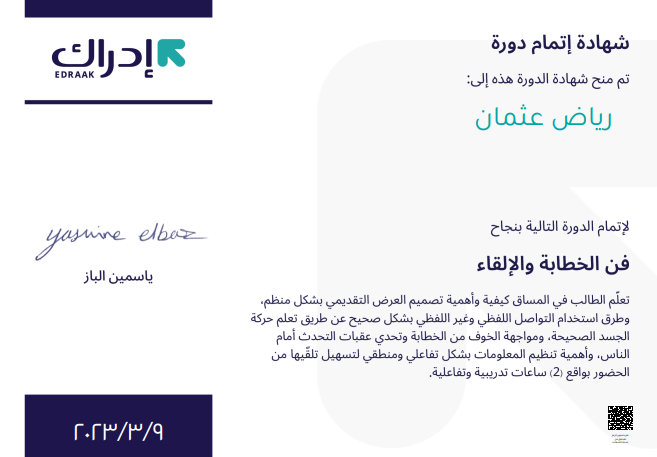 شهادة إتمام دورة
تم منح شهادة الدورة هذه إلى:
رياض عثمان
لإتمام الدورة التالية بنجاح
فن الخطابة والإلقاء
تعلّم الطالب في المساق كيفية وأهمية تصميم العرض التقديمي بشكل منظم،
وطرق استخدام التواصل اللفظي وغير اللفظي بشكل صحيح عن طريق تعلم حركة
الجسد الصحيحة، ومواجهة الخوف من الخطابة وتحدي عقبات التحدث أمام
الناس، وأهمية تنظيم المعلومات بشكل تفاعلي ومنطقي لتسهيل تلقّيها من
الحضور بواقع (2) ساعات تدريبية وتفاعلية.
إدراك
EDRAAK
yasmine elbaz
ياسمين الباز
٢٠٢٣/٣/٩